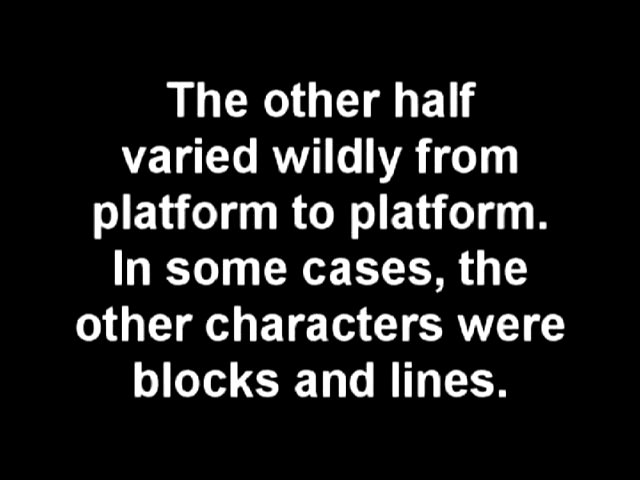 The other half
varied wildly from
platform to platform.
In some cases, the
other characters were
blocks and lines.